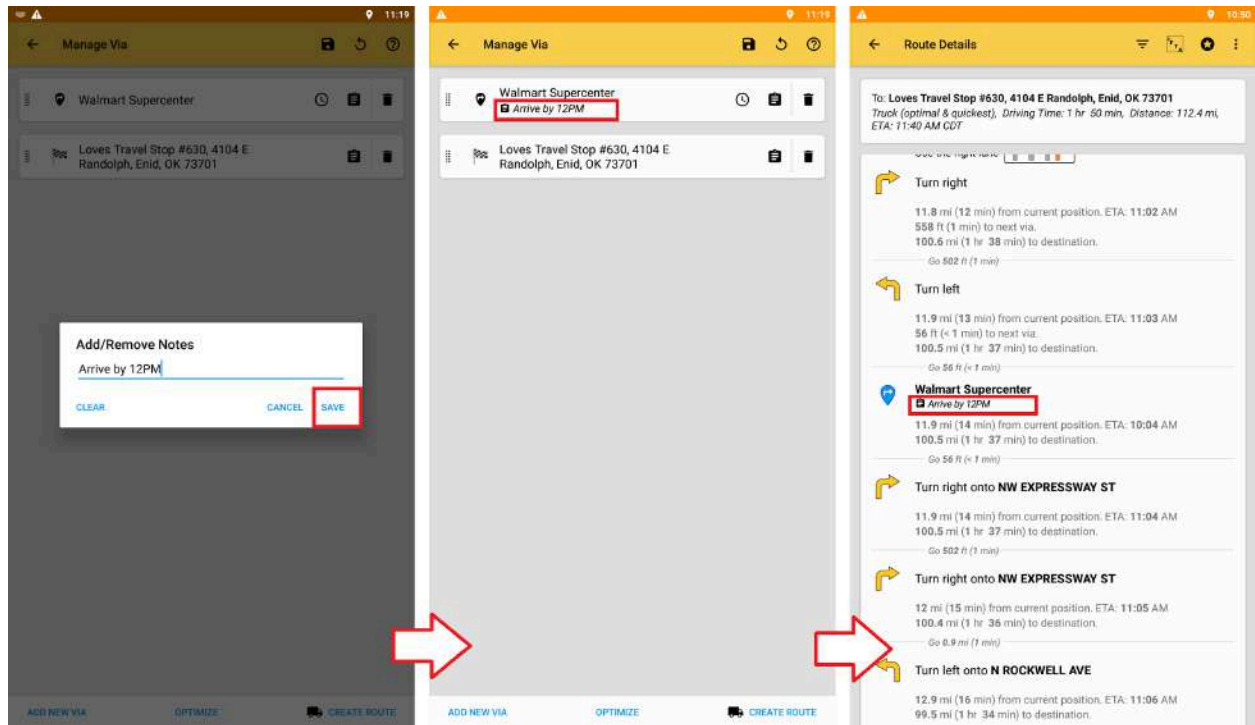 11:19
Manage Via
Walmart Supercenter
Loves Travel Stop #630, 4104 E
Randolph, Enid, OK 73701
Add/Remove Notes
Arrive by 12PM
CLEAR
CANCEL
SAVE
ADD NEW VIA
OPTIMIZE
CREATE ROUTE
11:19
Manage Via
Walmart Supercenter
Arrive by 12PM
Loves Travel Stop #630, 4104 E
Randolph, Enid, OK 73701
ADD NEW VIA
OPTIMIZE
CREATE ROUTE
10:50
Route Details
To: Loves Travel Stop #630, 4104 E Randolph, Enid, OK 73701
Truck (optimal & quickest), Driving Time: 1 hr 50 min, Distance: 112.4 mi,
ETA: 11:40 AM CDT
Use the right lane
Turn right
11.8 mi (12 min) from current position. ETA: 11:02 AM
558 ft (1 min) to next via.
100.6 mi (1 hr 38 min) to destination.
Go 502 ft (1 min)
Turn left
11.9 mi (13 min) from current position. ETA: 11:03 AM
56 ft (< 1 min) to next via.
100.5 mi (1 hr 37 min) to destination.
Go 56 ft (< 1 min)
Walmart Supercenter
Arrive by 12PM
11.9 mi (14 min) from current position. ETA: 10:04 AM
100.5 mi (1 hr 37 min) to destination.
Go 56 ft (< 1 min)
Turn right onto NW EXPRESSWAY ST
11.9 mi (14 min) from current position. ETA: 11:04 AM
100.5 mi (1 hr 37 min) to destination.
Go 502 ft (1 min)
Turn right onto NW EXPRESSWAY ST
12 mi (15 min) from current position. ETA: 11:05 AM
100.4 mi (1 hr 36 min) to destination.
Go 0.9 mi (1 min)
Turn left onto N ROCKWELL AVE
12.9 mi (16 min) from current position. ETA: 11:06 AM
99.5 mi (1 hr 34 min) to destination.